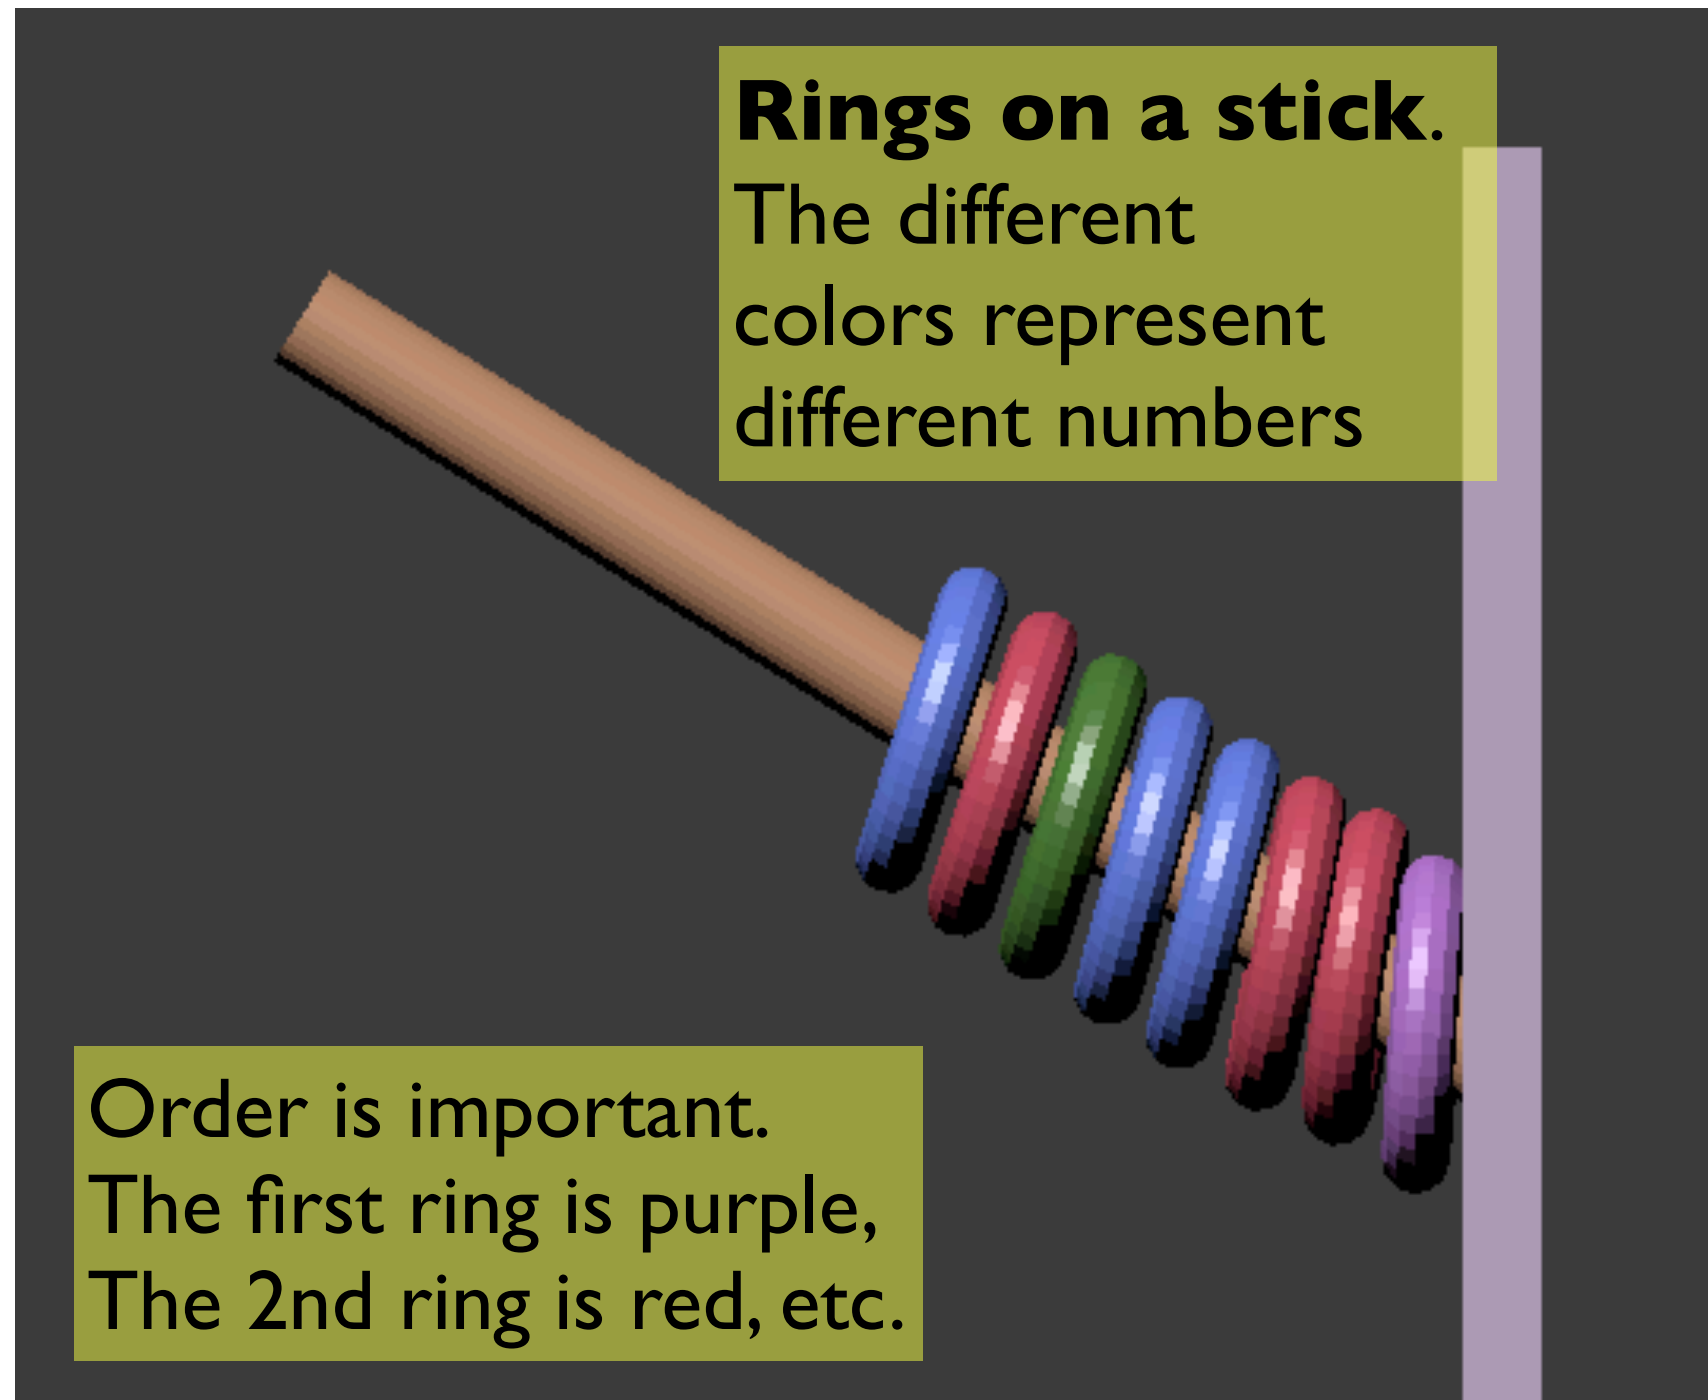 Rings on a stick.
The different
colors represent
different numbers
Order is important.
The first ring is purple,
The 2nd ring is red, etc.